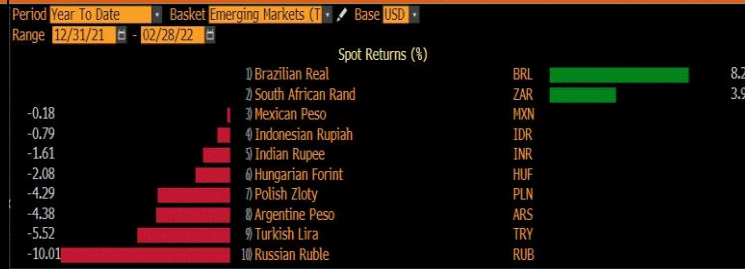 Period Year To Date Basket Emerging Markets (T Base USD
Range 12/31/21 - 02/28/22
Spot Returns (%)
1) Brazilian Real BRL 8.2
2) South African Rand ZAR 3.9
-0.18 3) Mexican Peso MXN
-0.79 4) Indonesian Rupiah IDR
-1.61 5) Indian Rupee INR
-2.08 6) Hungarian Forint HUF
-4.29 7) Polish Zloty PLN
-4.38 8) Argentine Peso ARS
-5.52 9) Turkish Lira TRY
-10.01 10) Russian Ruble RUB